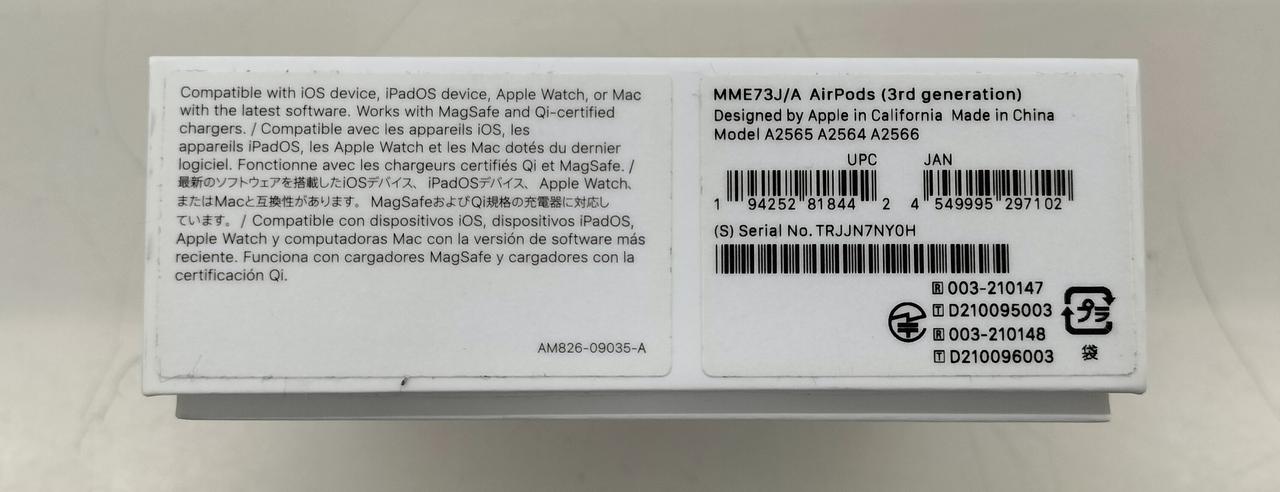 Compatible with iOS device, iPadOS device, Apple Watch, or Mac
with the latest software. Works with MagSafe and Qi-certified
chargers. / Compatible avec les appareils iOS, les
appareils iPadOS, les Apple Watch et les Mac dotés du dernier
logiciel. Fonctionne avec les chargeurs certifiés Qi et MagSafe. /
最新のソフトウェアを搭載したiOSデバイス、iPadOSデバイス、Apple Watch、
またはMacと互換性があります。MagSafeおよびQi規格の充電器に対応し
ています。/ Compatible con dispositivos iOS, dispositivos iPadOS,
Apple Watch y computadoras Mac con la versión de software más
reciente. Funciona con cargadores MagSafe y cargadores con la
certificación Qi.
AM826-09035-A
MME73J/A AirPods (3rd generation)
Designed by Apple in California Made in China
Model A2565 A2564 A2566
UPC JAN
1 94252 81844 2 4 549995 297102
(S) Serial No. TRJJN7NY0H
R 003-210147
T D210095003
R 003-210148
T D210096003
プラ
袋